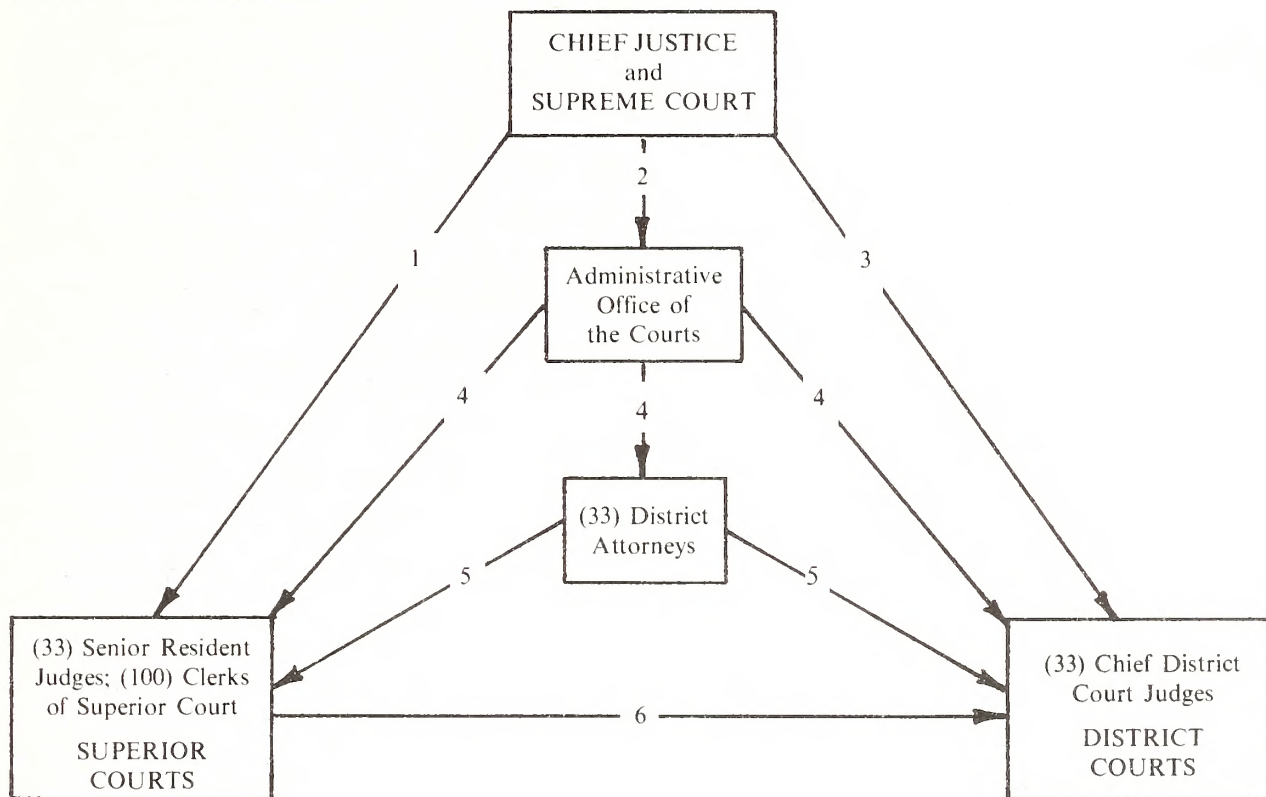 CHIEF JUSTICE
and
SUPREME COURT
2
1
3
Administrative
Office of
the Courts
4
4
4
(33) District
Attorneys
5
5
(33) Senior Resident
Judges; (100) Clerks
of Superior Court
SUPERIOR
COURTS
6
(33) Chief District
Court Judges
DISTRICT
COURTS